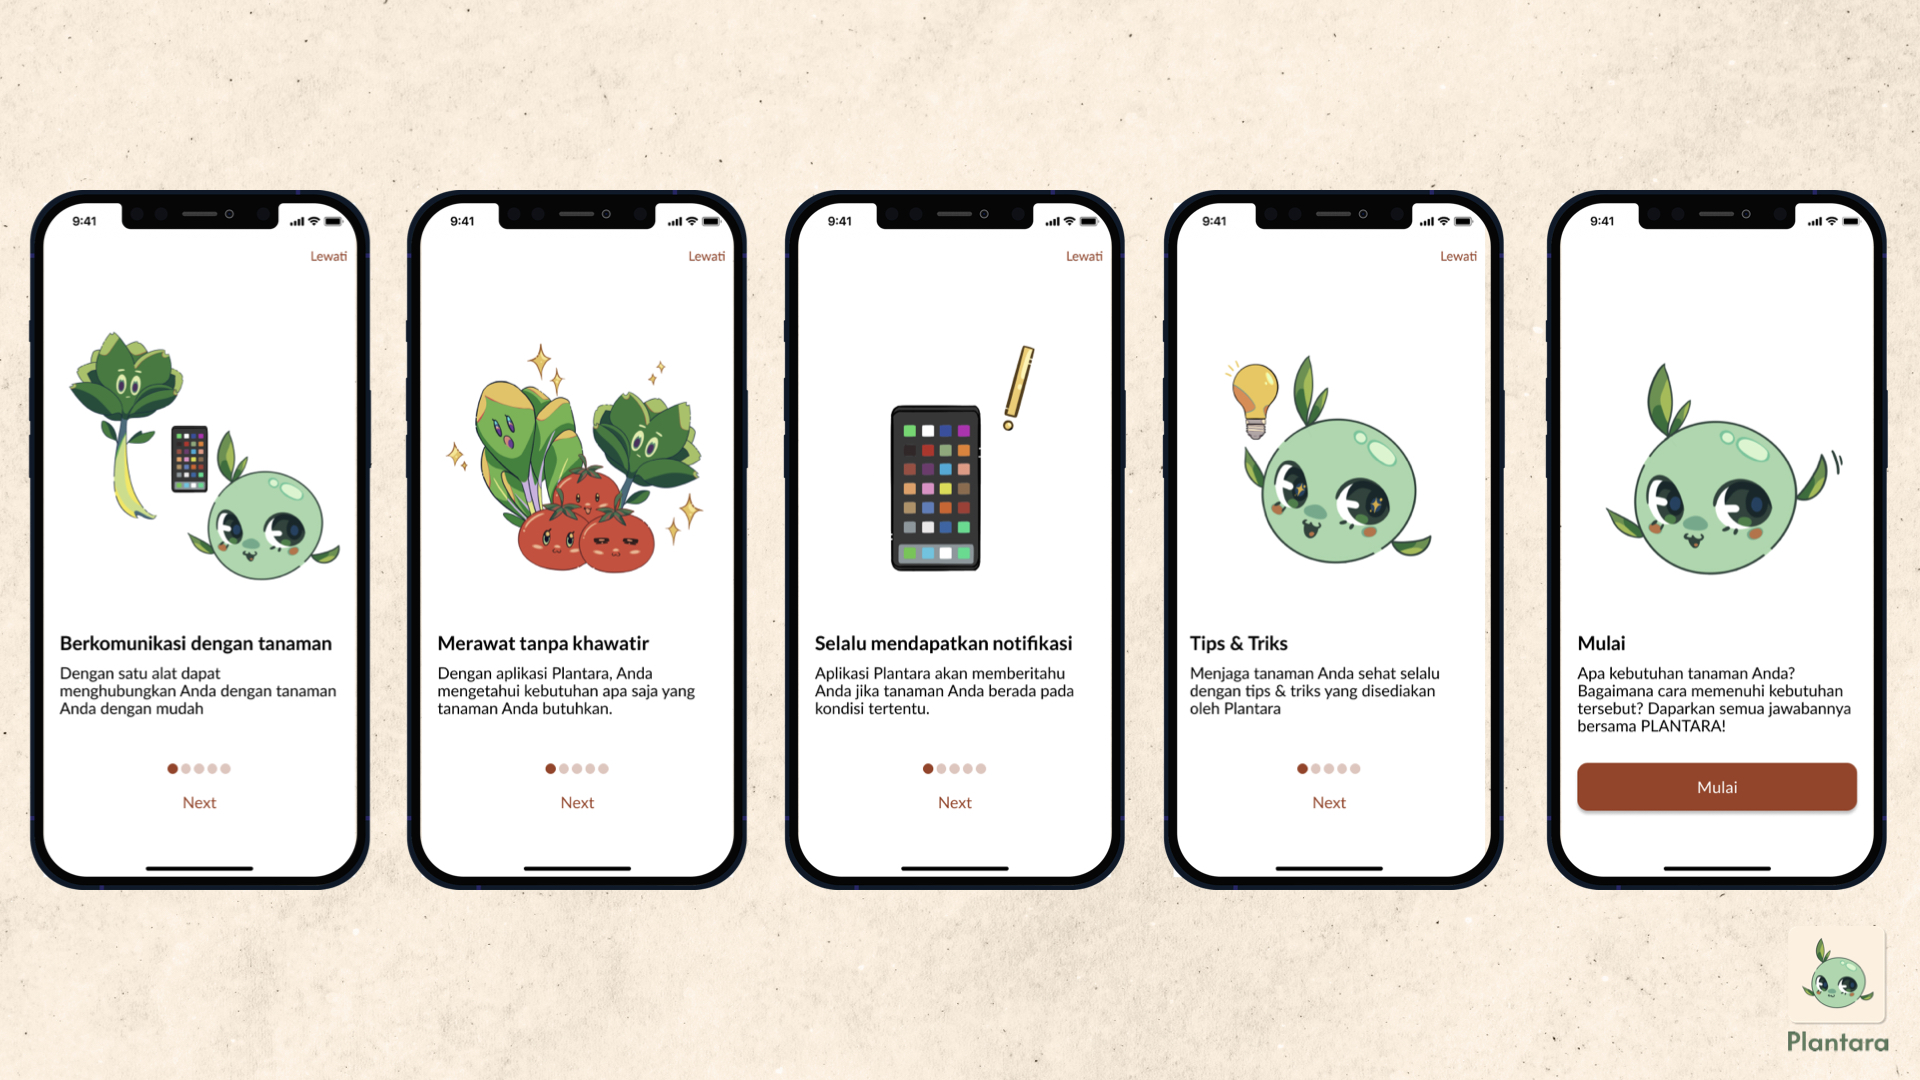 9:41
Lewati
Berkomunikasi dengan tanaman
Dengan satu alat dapat
menghubungkan Anda dengan tanaman
Anda dengan mudah
Next
9:41
Lewati
Merawat tanpa khawatir
Dengan aplikasi Plantara, Anda
mengetahui kebutuhan apa saja yang
tanaman Anda butuhkan.
Next
9:41
Lewati
Selalu mendapatkan notifikasi
Aplikasi Plantara akan memberitahu
Anda jika tanaman Anda berada pada
kondisi tertentu.
Next
9:41
Lewati
Tips & Triks
Menjaga tanaman Anda sehat selalu
dengan tips & triks yang disediakan
oleh Plantara
Next
9:41
Mulai
Apa kebutuhan tanaman Anda?
Bagaimana cara memenuhi kebutuhan
tersebut? Daparkan semua jawabannya
bersama PLANTARA!
Mulai
Plantara